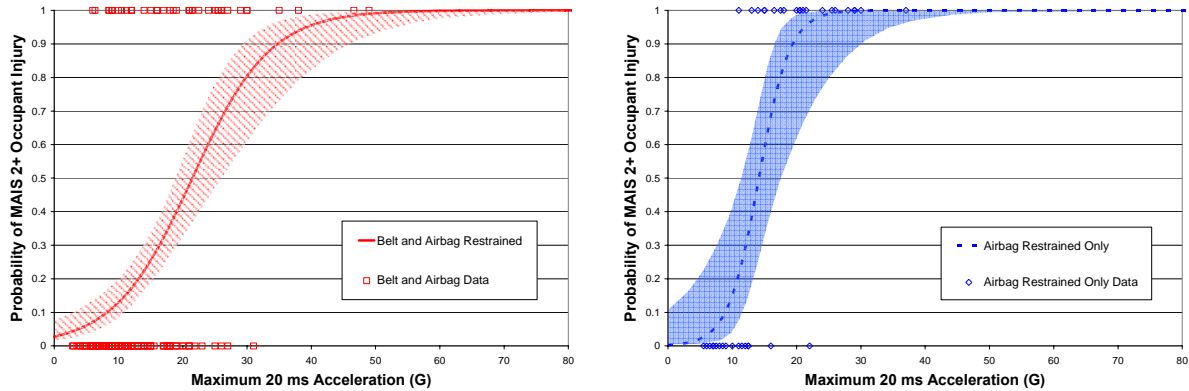 Probability of MAIS 2+ Occupant Injury
1
0.9
0.8
0.7
0.6
0.5
0.4
0.3
0.2
0.1
0
Belt and Airbag Restrained
Belt and Airbag Data
0 10 20 30 40 50 60 70 80
Maximum 20 ms Acceleration (G)
Probability of MAIS 2+ Occupant Injury
1
0.9
0.8
0.7
0.6
0.5
0.4
0.3
0.2
0.1
0
Airbag Restrained Only
Airbag Restrained Only Data
0 10 20 30 40 50 60 70 80
Maximum 20 ms Acceleration (G)